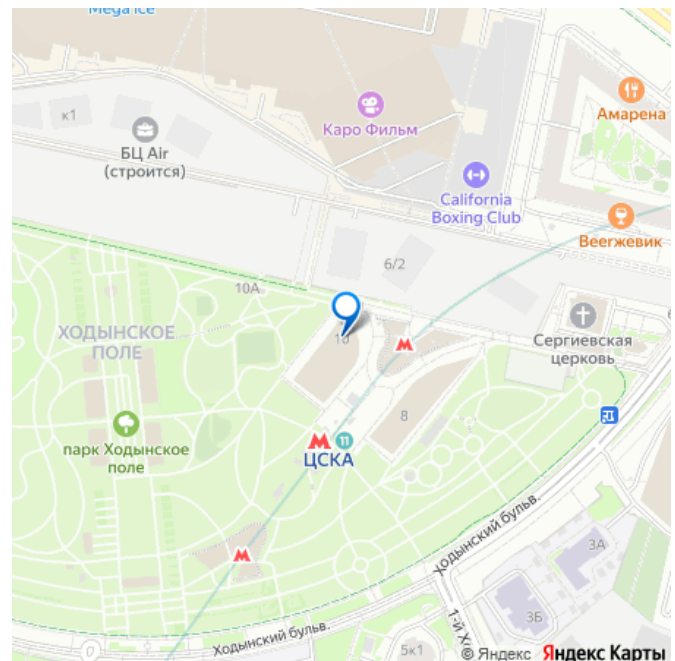 Mega Ice
к1
БЦ Air
(строится)
Каро Фильм
Амарена
California
Boxing Club
Веегжевик
6/2
10А
ХОДЫНСКОЕ
ПОЛЕ
10
Сергиевская
церковь
8
парк Ходынское
поле
11
ЦСКА
Ходынский бульв.
3А
3Б
1-й Х
Ходынский бульв.
5к1
© Яндекс Яндекс Карты